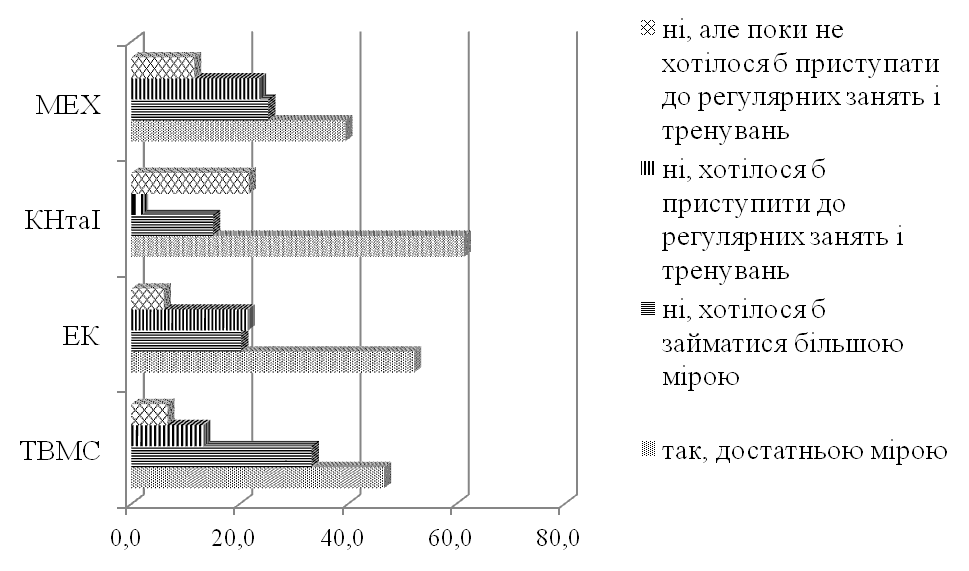 МЕХ
КНтаІ
ЕК
ТВМС
0,0 20,0 40,0 60,0 80,0
ні, але поки не
хотілося б приступати
до регулярних занять і
тренувань
ні, хотілося б
приступити до
регулярних занять і
тренувань
ні, хотілося б
займатися більшою
мірою
так, достатньою мірою